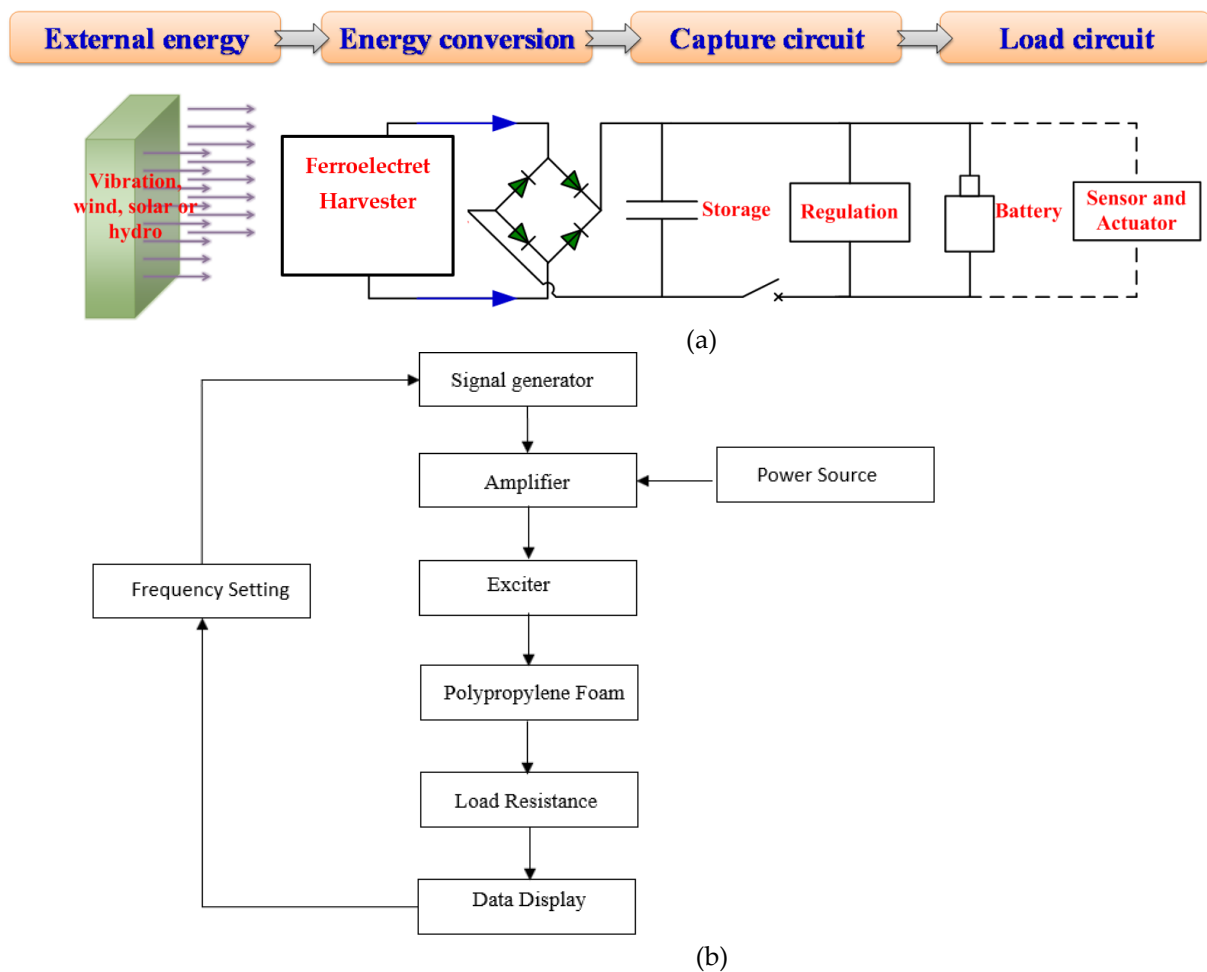 External energy
Energy conversion
Capture circuit
Load circuit
Vibration,
wind, solar or
hydro
Ferroelectret
Harvester
Storage
Regulation
Battery
Sensor and
Actuator
(a)
Signal generator
Amplifier
Power Source
Exciter
Frequency Setting
Polypropylene Foam
Load Resistance
Data Display
(b)